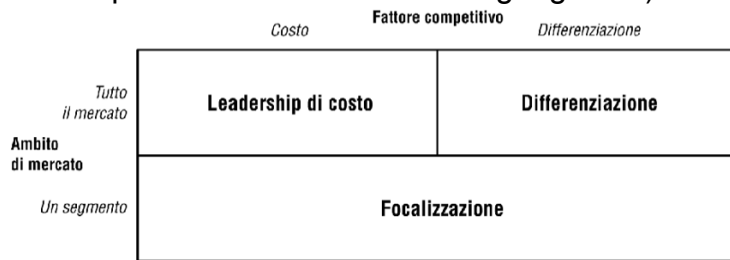 Fattore competitivo
Costo
Differenziazione
Tutto
il mercato
Leadership di costo
Differenziazione
Ambito
di mercato
Un segmento
Focalizzazione